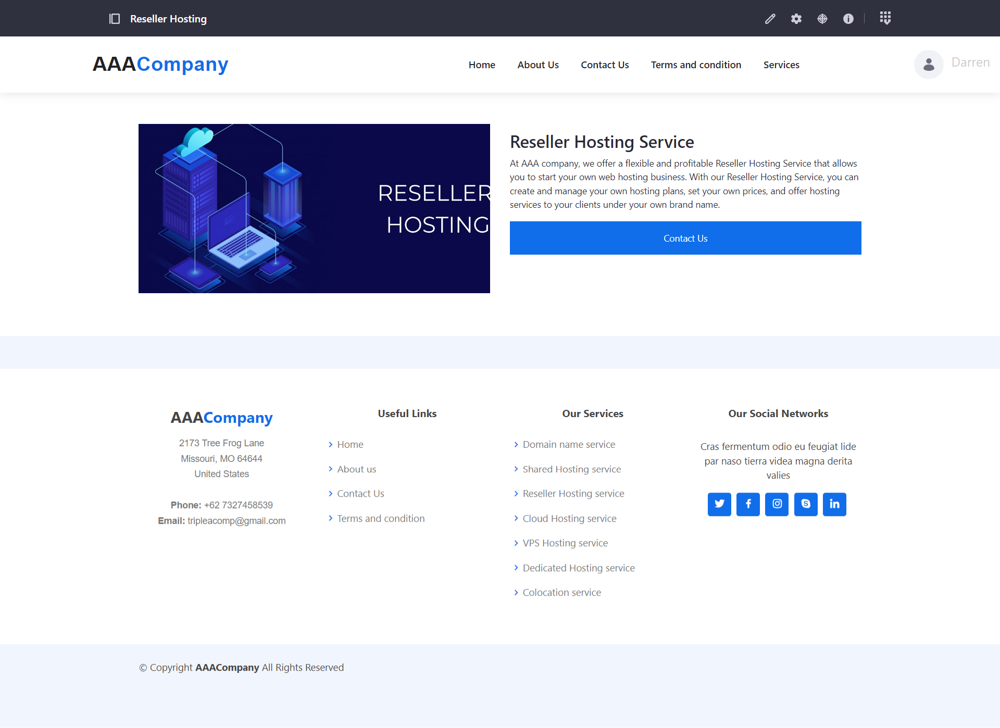 Reseller Hosting
AAACompany
Home
About Us
Contact Us
Terms and condition
Services
Darren
RESELLER
HOSTING
Reseller Hosting Service
At AAA company, we offer a flexible and profitable Reseller Hosting Service that allows
you to start your own web hosting business. With our Reseller Hosting Service, you can
create and manage your own hosting plans, set your own prices, and offer hosting
services to your clients under your own brand name.
Contact Us
AAACompany
2173 Tree Frog Lane
Missouri, MO 64644
United States
Phone: +62 7327458539
Email: tripleacomp@gmail.com
Useful Links
Home
About us
Contact Us
Terms and condition
Our Services
Domain name service
Shared Hosting service
Reseller Hosting service
Cloud Hosting service
VPS Hosting service
Dedicated Hosting service
Colocation service
Our Social Networks
Cras fermentum odio eu feugiat lide
par naso tierra videa magna derita
valies
© Copyright AAACompany All Rights Reserved